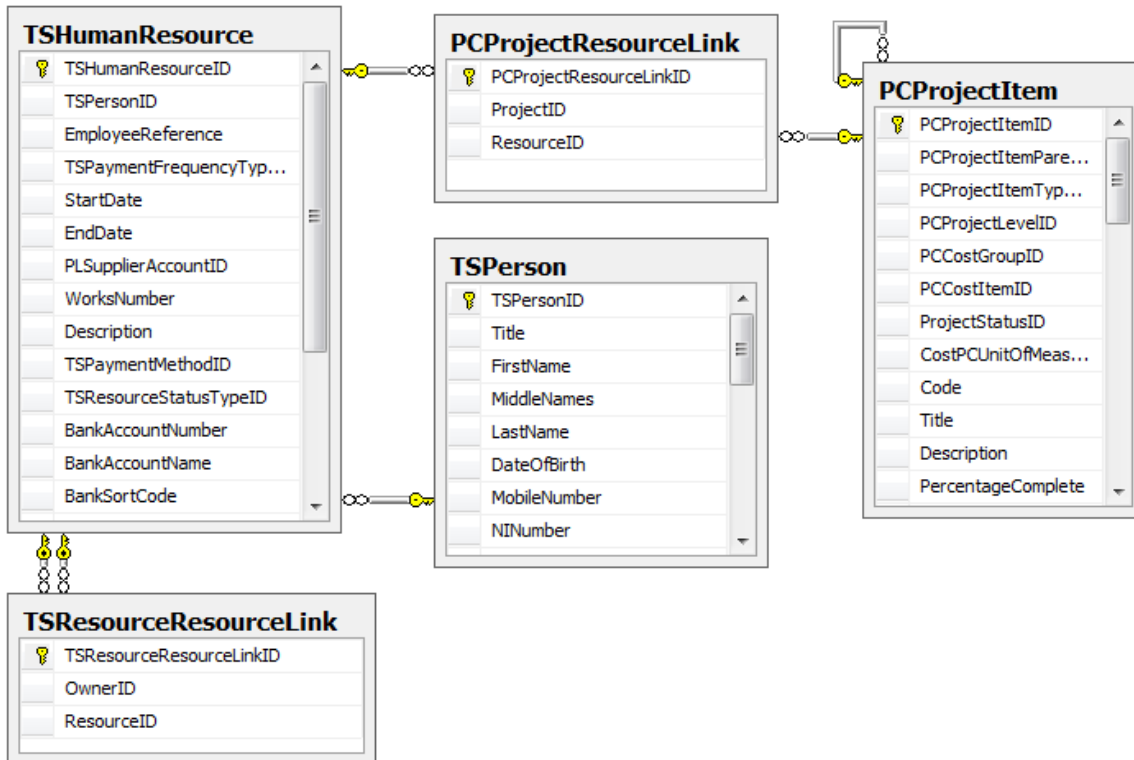 TSHumanResource
TSHumanResourceID
TSPersonID
EmployeeReference
TSPaymentFrequencyTyp...
StartDate
EndDate
PLSupplierAccountID
WorksNumber
Description
TSPaymentMethodID
TSResourceStatusTypeID
BankAccountNumber
BankAccountName
BankSortCode
PCProjectResourceLink
PCProjectResourceLinkID
ProjectID
ResourceID
PCProjectItem
PCProjectItemID
PCProjectItemPare...
PCProjectItemTyp...
PCProjectLevelID
PCCostGroupID
PCCostItemID
ProjectStatusID
CostPCUnitOfMeas...
Code
Title
Description
PercentageComplete
TSPerson
TSPersonID
Title
FirstName
MiddleNames
LastName
DateOfBirth
MobileNumber
NINumber
TSResourceResourceLink
TSResourceResourceLinkID
OwnerID
ResourceID